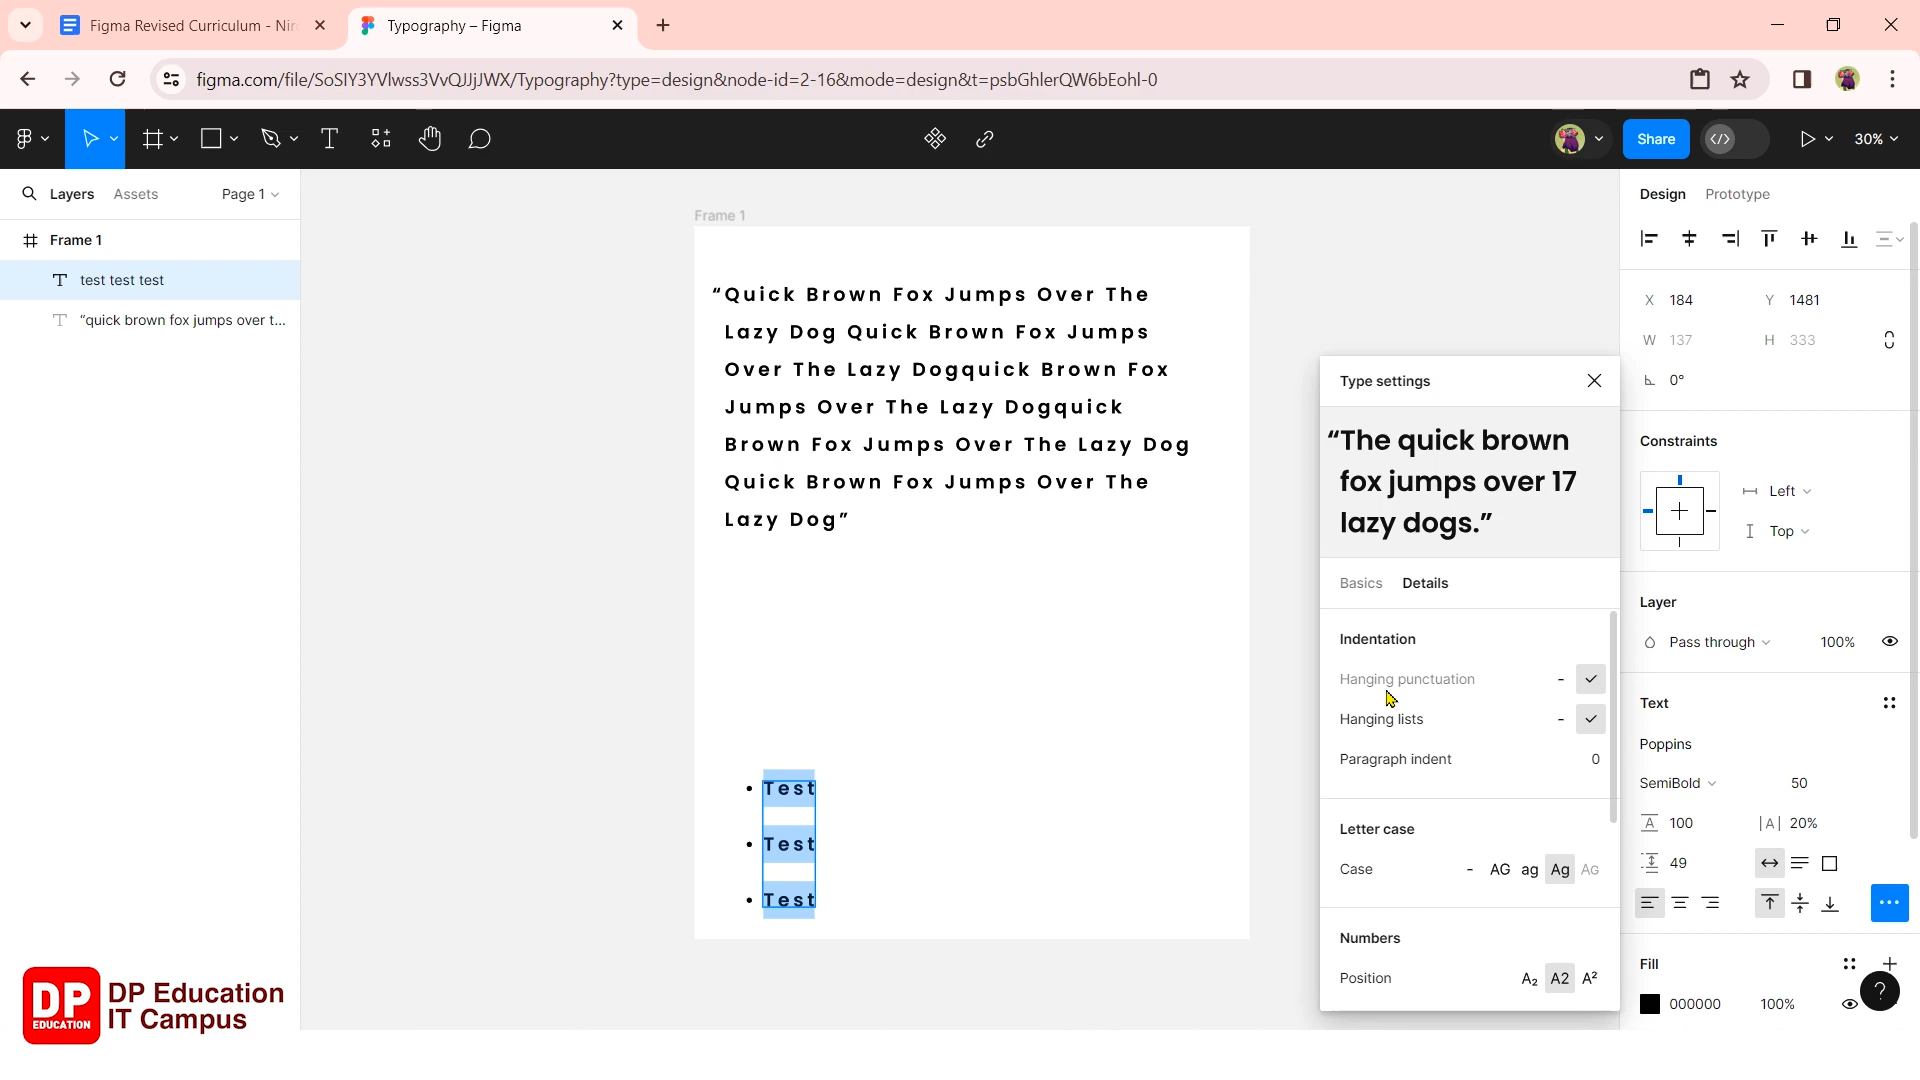 Figma Revised Curriculum - Nir
Typography – Figma
figma.com/file/SoSIY3YVlwss3VvQJJjJWX/Typography?type=design&node-id=2-16&mode=design&t=psbGhlerQW6bEohl-0
Share
30%
Layers
Assets
Page 1
Frame 1
test test test
“quick brown fox jumps over t...
Frame 1
“Quick Brown Fox Jumps Over The
Lazy Dog Quick Brown Fox Jumps
Over The Lazy Dogquick Brown Fox
Jumps Over The Lazy Dogquick
Brown Fox Jumps Over The Lazy Dog
Quick Brown Fox Jumps Over The
Lazy Dog”
• Test
• Test
• Test
Type settings
“The quick brown
fox jumps over 17
lazy dogs.”
Basics
Details
Indentation
Hanging punctuation -
Hanging lists -
Paragraph indent 0
Letter case
Case - AG ag Ag AG
Numbers
Position A₂ A2 A²
Design
Prototype
X 184 Y 1481
W 137 H 333
0°
Constraints
Left
Top
Layer
Pass through 100%
Text
Poppins
SemiBold 50
A 100 |A| 20%
49
Fill
000000 100%
?
DP
EDUCATION
DP Education
IT Campus